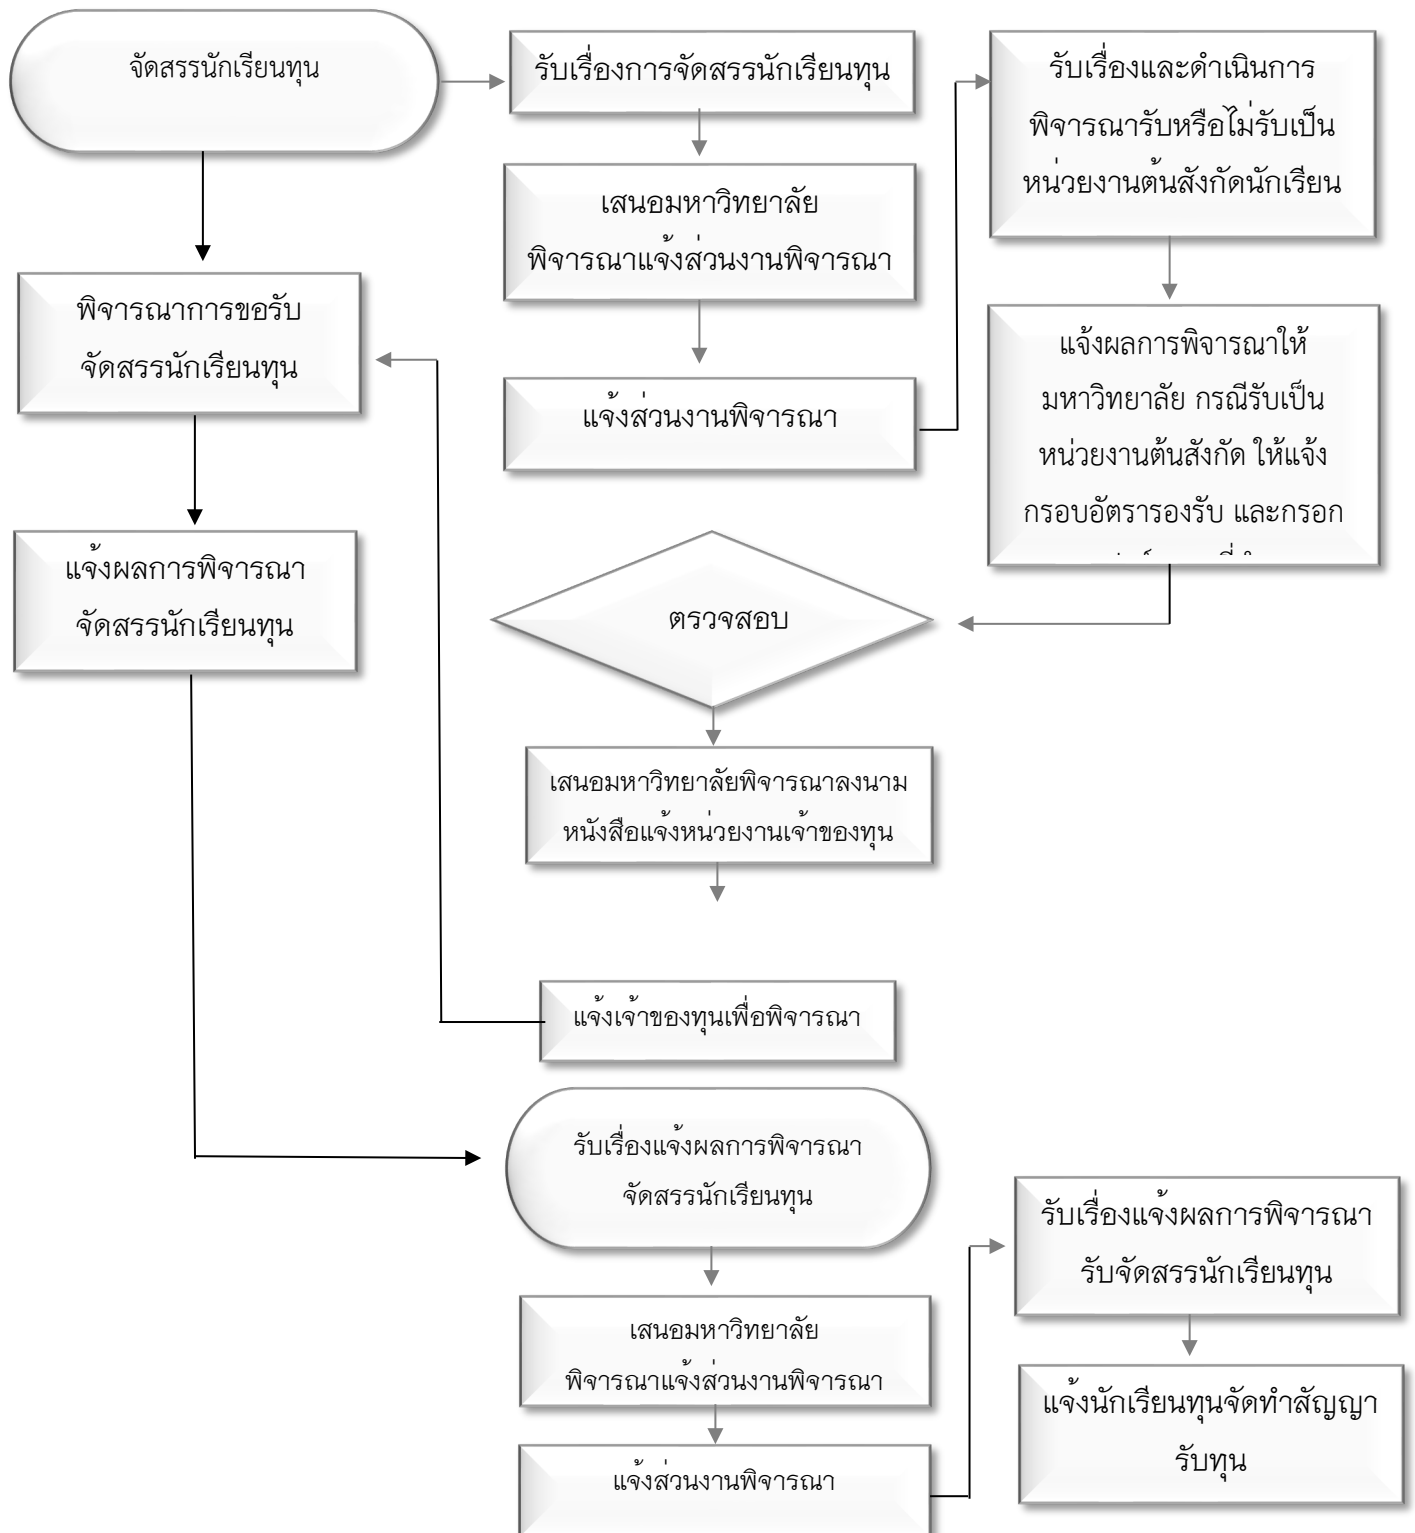 จัดสรรนักเรียนทุน
รับเรื่องการจัดสรรนักเรียนทุน
เสนอมหาวิทยาลัย
พิจารณาแจ้งส่วนงานพิจารณา
แจ้งส่วนงานพิจารณา
รับเรื่องและดำเนินการ
พิจารณารับหรือไม่รับเป็น
หน่วยงานต้นสังกัดนักเรียน
แจ้งผลการพิจารณาให้
มหาวิทยาลัย กรณีรับเป็น
หน่วยงานต้นสังกัด ให้แจ้ง
กรอบอัตรารองรับ และกรอก
ตรวจสอบ
เสนอมหาวิทยาลัยพิจารณาลงนาม
หนังสือแจ้งหน่วยงานเจ้าของทุน
แจ้งเจ้าของทุนเพื่อพิจารณา
พิจารณาการขอรับ
จัดสรรนักเรียนทุน
แจ้งผลการพิจารณา
จัดสรรนักเรียนทุน
รับเรื่องแจ้งผลการพิจารณา
จัดสรรนักเรียนทุน
เสนอมหาวิทยาลัย
พิจารณาแจ้งส่วนงานพิจารณา
แจ้งส่วนงานพิจารณา
รับเรื่องแจ้งผลการพิจารณา
รับจัดสรรนักเรียนทุน
แจ้งนักเรียนทุนจัดทำสัญญา
รับทุน